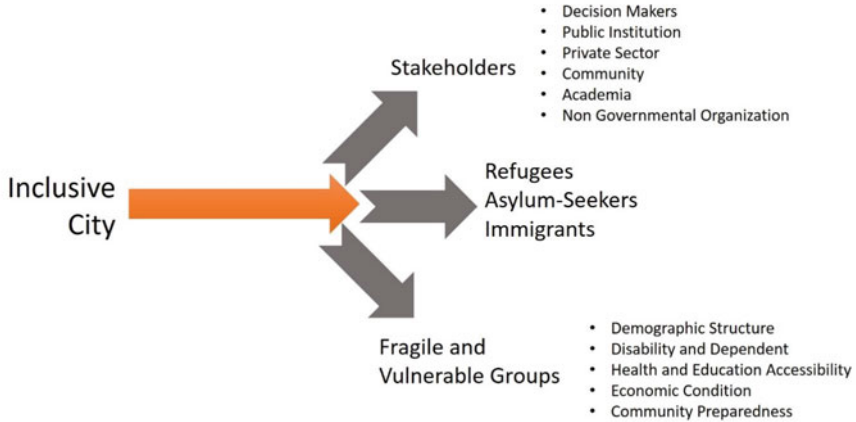 Inclusive
City
Stakeholders
• Decision Makers
• Public Institution
• Private Sector
• Community
• Academia
• Non Governmental Organization
Refugees
Asylum-Seekers
Immigrants
Fragile and
Vulnerable Groups
• Demographic Structure
• Disability and Dependent
• Health and Education Accessibility
• Economic Condition
• Community Preparedness